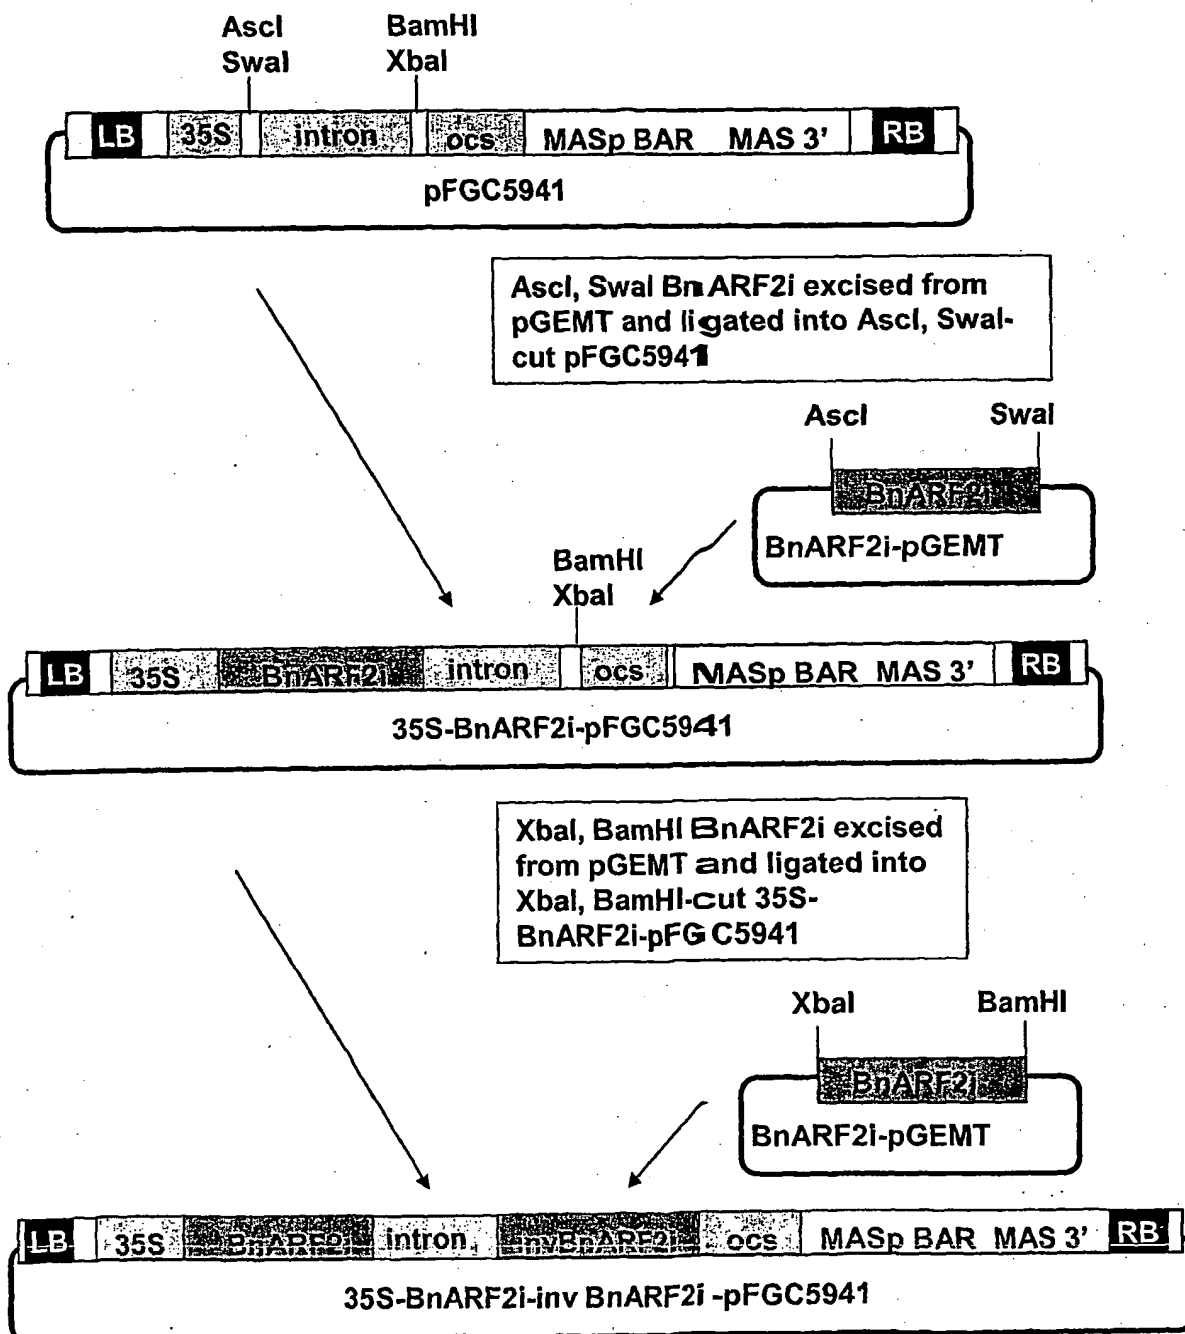 AscI BamHI
SwaI XbaI
LB 35S intron ocs MASp BAR MAS 3’ RB
pFGC5941
AscI, SwaI BnARF2i excised from
pGEMT and ligated into AscI, SwaI-
cut pFGC5941
AscI SwaI
BnARF2i
BnARF2i-pGEMT
BamHI
XbaI
LB 35S BnARF2i intron ocs MASp BAR MAS 3’ RB
35S-BnARF2i-pFGC5941
XbaI, BamHI BnARF2i excised
from pGEMT and ligated into
XbaI, BamHI-cut 35S-
BnARF2i-pFG C5941
XbaI BamHI
BnARF2i
BnARF2i-pGEMT
LB 35S BnARF2i intron invBnARF2i ocs MASp BAR MAS 3’ RB
35S-BnARF2i-inv BnARF2i -pFGC5941